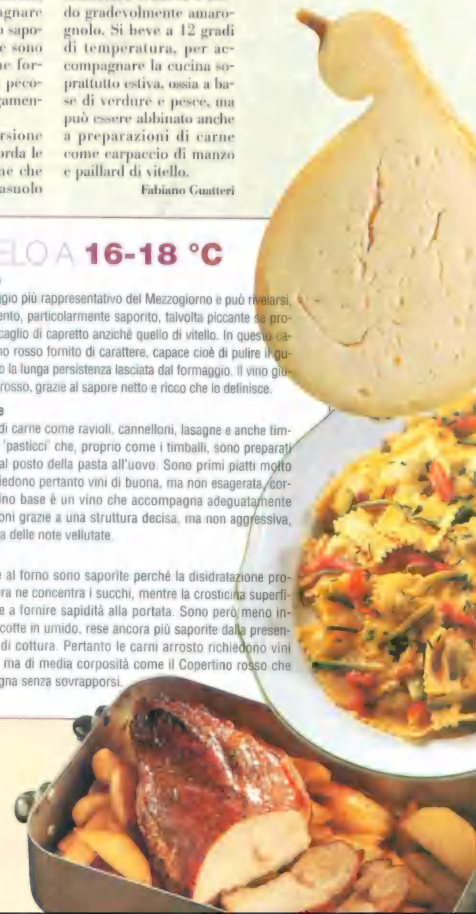 gnare
sapo-
e sono
ne for-
peco-
gamen-
rsione
orda le
he che
asuolo
do gradevolmente amaro-
gnolo. Si beve a 12 gradi
di temperatura, per ac-
compagnare la cucina so-
prattutto estiva, ossia a ba-
se di verdure e pesce, ma
può essere abbinato anche
a preparazioni di carne
come carpaccio di manzo
e paillard di vitello.
Fabiano Guatteri
ELO A 16-18 °C
gio più rappresentativo del Mezzogiorno e può rivelarsi,
ento, particolarmente saporito, talvolta piccante se pro-
caglio di capretto anziché quello di vitello. In questo ca-
no rosso fornito di carattere, capace cioè di pulire il gu-
o la lunga persistenza lasciata dal formaggio. Il vino giu-
rosso, grazie al sapore netto e ricco che lo definisce.
e
di carne come ravioli, cannelloni, lasagne e anche tim-
'pasticci' che, proprio come i timballi, sono preparati
al posto della pasta all'uovo. Sono primi piatti molto
iedono pertanto vini di buona, ma non esagerata, cor-
ino base è un vino che accompagna adeguatamente
oni grazie a una struttura decisa, ma non aggressiva,
a delle note vellutate.
e al forno sono saporite perché la disidratazione pro-
ura ne concentra i succhi, mentre la crosticina superfi-
e a fornire sapidità alla portata. Sono però meno in-
cotte in umido, rese ancora più saporite dalla presen-
di cottura. Pertanto le carni arrosto richiedono vini
ma di media corposità come il Copertino rosso che
gna senza sovrapporsi.